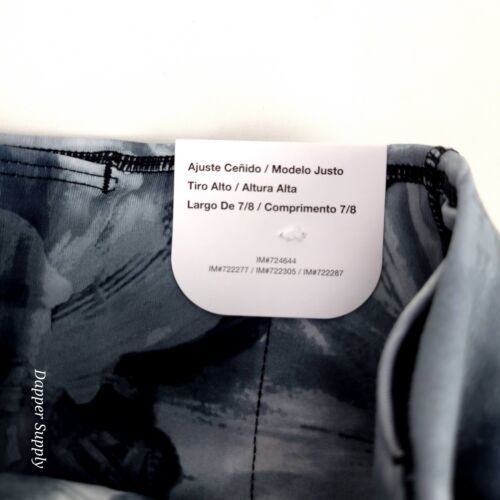 Ajuste Ceñido / Modelo Justo
Tiro Alto / Altura Alta
Largo De 7/8 / Comprimento 7/8
IM#724644
IM#722277 / IM#722305 / IM#722287
Dapper Supply